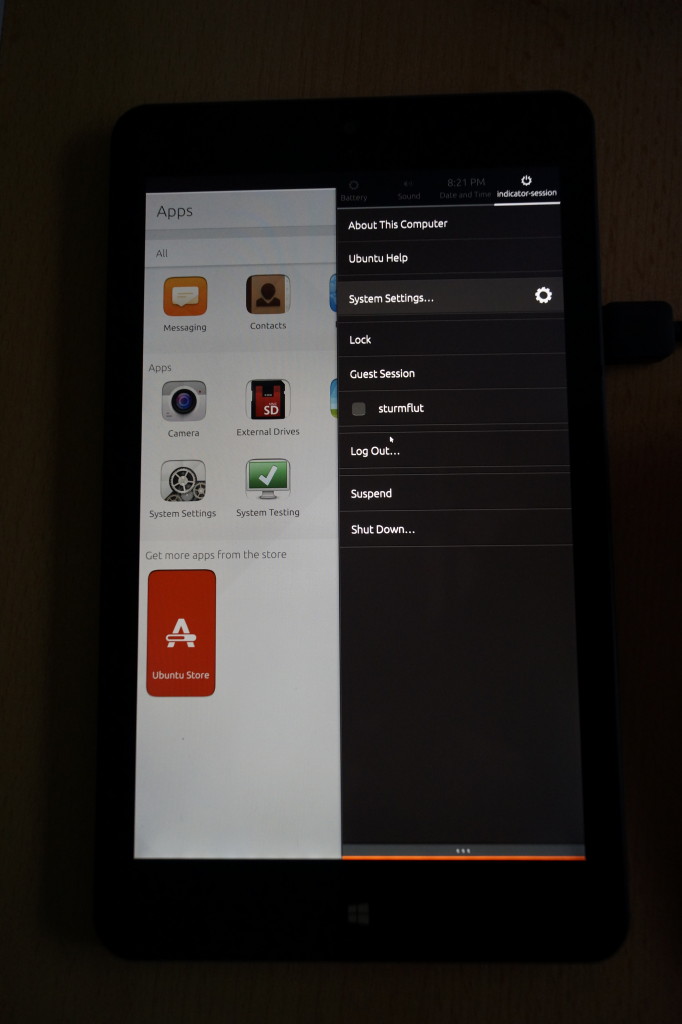 Battery
Sound
8:21 PM
Date and Time
indicator-session
Apps
All
Messaging
Contacts
Apps
Camera
External Drives
System Settings
System Testing
Get more apps from the store
Ubuntu Store
SD
About This Computer
Ubuntu Help
System Settings...
Lock
Guest Session
sturmflut
Log Out...
Suspend
Shut Down...